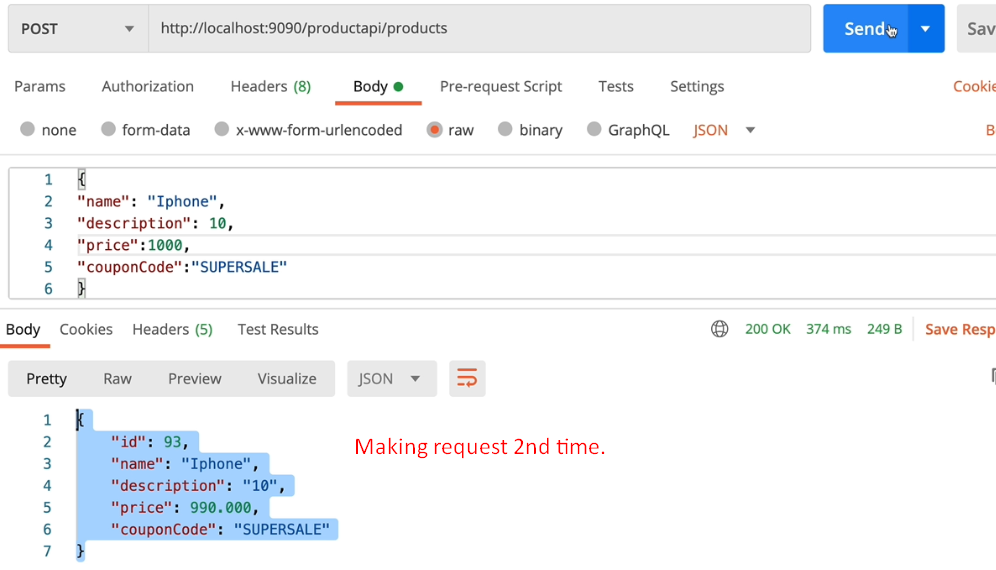 POST http://localhost:9090/productapi/products Send Sav
Params Authorization Headers (8) Body Pre-request Script Tests Settings Cookie
none form-data x-www-form-urlencoded raw binary GraphQL JSON B
1 {
2 "name": "Iphone",
3 "description": 10,
4 "price":1000,
5 "couponCode":"SUPERSALE"
6 }
Body Cookies Headers (5) Test Results 200 OK 374 ms 249 B Save Resp
Pretty Raw Preview Visualize JSON
1 {
2 "id": 93,
Making request 2nd time.
3 "name": "Iphone",
4 "description": "10",
5 "price": 990.000,
6 "couponCode": "SUPERSALE"
7 }